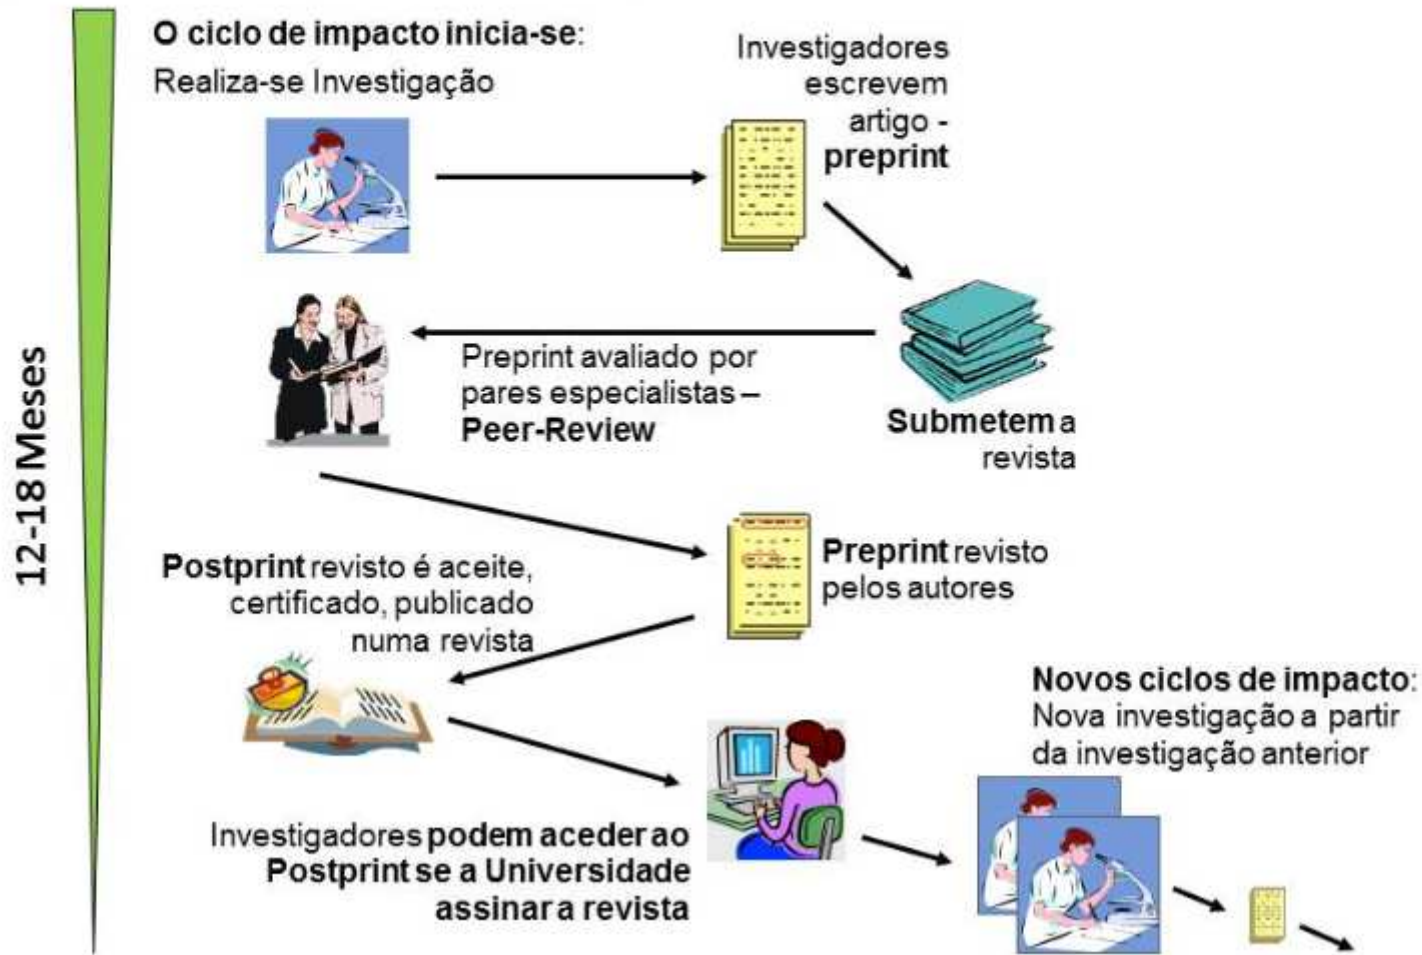 O ciclo de impacto inicia-se:
Realiza-se Investigação
Investigadores
escrevem
artigo -
preprint
Submetem a
revista
Preprint avaliado por
pares especialistas –
Peer-Review
Preprint revisto
pelos autores
Postprint revisto é aceite,
certificado, publicado
numa revista
Investigadores podem aceder ao
Postprint se a Universidade
assinar a revista
Novos ciclos de impacto:
Nova investigação a partir
da investigação anterior
12-18 Meses